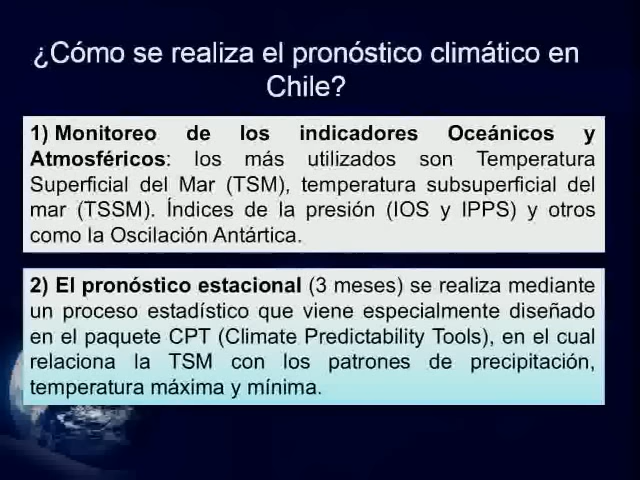 ¿Cómo se realiza el pronóstico climático en
Chile?
1) Monitoreo de los indicadores Oceánicos y
Atmosféricos: los más utilizados son Temperatura
Superficial del Mar (TSM), temperatura subsuperficial del
mar (TSSM). Índices de la presión (IOS y IPPS) y otros
como la Oscilación Antártica.
2) El pronóstico estacional (3 meses) se realiza mediante
un proceso estadístico que viene especialmente diseñado
en el paquete CPT (Climate Predictability Tools), en el cual
relaciona la TSM con los patrones de precipitación,
temperatura máxima y mínima.